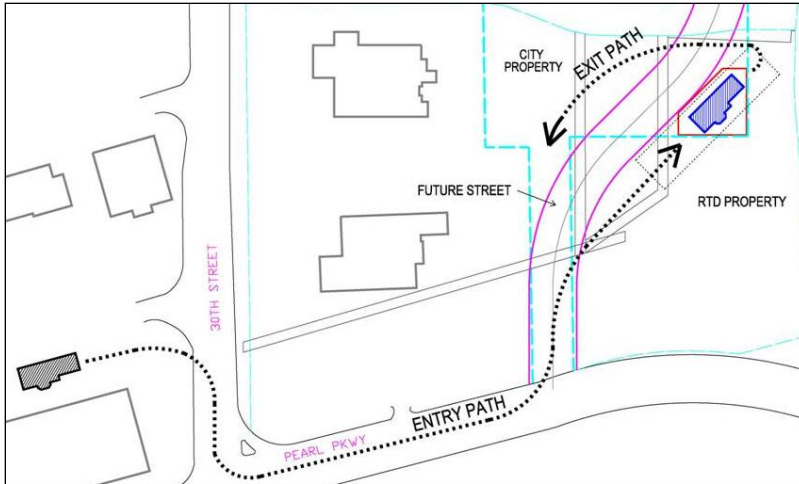 CITY
PROPERTY
EXIT PATH
FUTURE STREET
RTD PROPERTY
30TH STREET
ENTRY PATH
PEARL PKWY